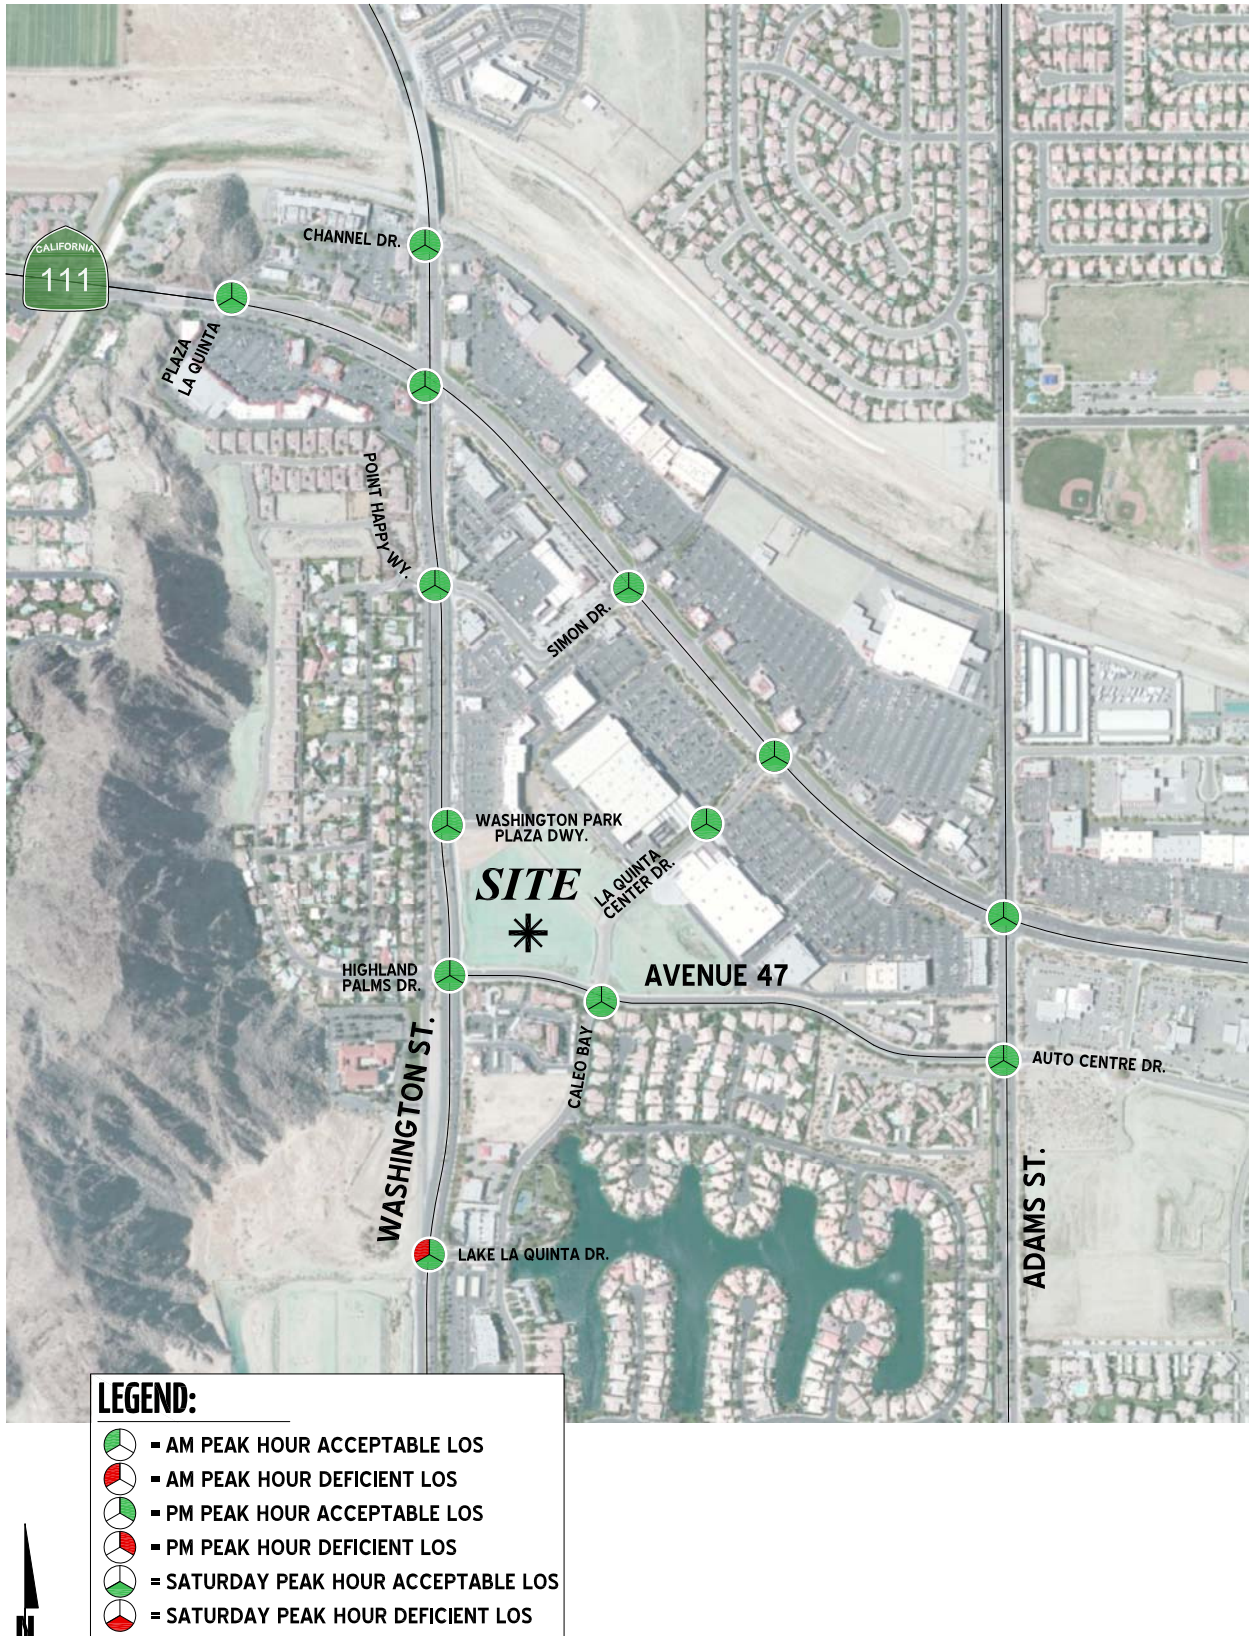 CHANNEL DR.
CALIFORNIA
111
PLAZA
LA QUINTA
POINT HAPPY WY.
SIMON DR.
WASHINGTON PARK
PLAZA DWY.
LA QUINTA
CENTER DR.
SITE
HIGHLAND
PALMS DR.
AVENUE 47
WASHINGTON ST.
CALEO BAY
AUTO CENTRE DR.
ADAMS ST.
LAKE LA QUINTA DR.
LEGEND:
= AM PEAK HOUR ACCEPTABLE LOS
= AM PEAK HOUR DEFICIENT LOS
= PM PEAK HOUR ACCEPTABLE LOS
= PM PEAK HOUR DEFICIENT LOS
= SATURDAY PEAK HOUR ACCEPTABLE LOS
= SATURDAY PEAK HOUR DEFICIENT LOS
N